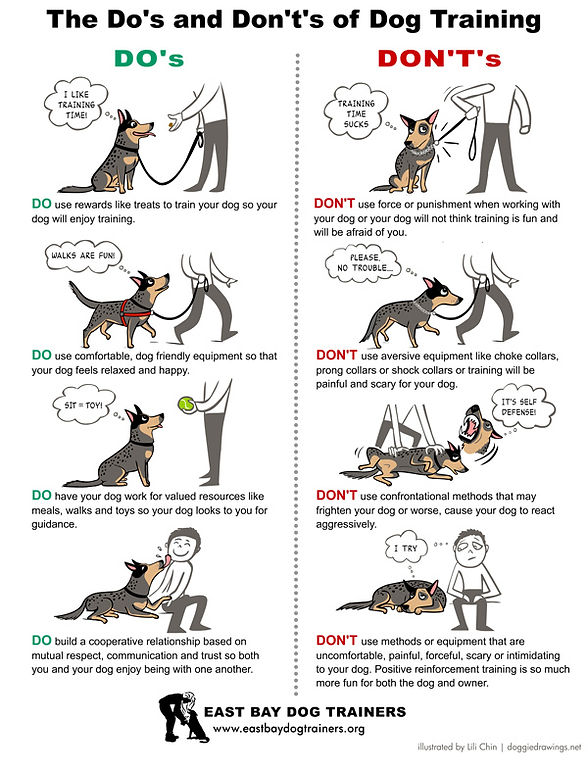 The Do's and Don't's of Dog Training
DO's
I LIKE
TRAINING
TIME!
DO use rewards like treats to train your dog so your
dog will enjoy training.
WALKS ARE FUN!
DO use comfortable, dog friendly equipment so that
your dog feels relaxed and happy.
SIT = TOY!
DO have your dog work for valued resources like
meals, walks and toys so your dog looks to you for
guidance.
DO build a cooperative relationship based on
mutual respect, communication and trust so both
you and your dog enjoy being with one another.
DON'T's
TRAINING
TIME
SUCKS
DON'T use force or punishment when working with
your dog or your dog will not think training is fun and
will be afraid of you.
PLEASE,
NO TROUBLE...
DON'T use aversive equipment like choke collars,
prong collars or shock collars or training will be
painful and scary for your dog.
IT'S SELF
DEFENSE!
DON'T use confrontational methods that may
frighten your dog or worse, cause your dog to react
aggressively.
I TRY
DON'T use methods or equipment that are
uncomfortable, painful, forceful, scary or intimidating
to your dog. Positive reinforcement training is so much
more fun for both the dog and owner.
EAST BAY DOG TRAINERS
www.eastbaydogtrainers.org
illustrated by Lili Chin | doggiedrawings.net